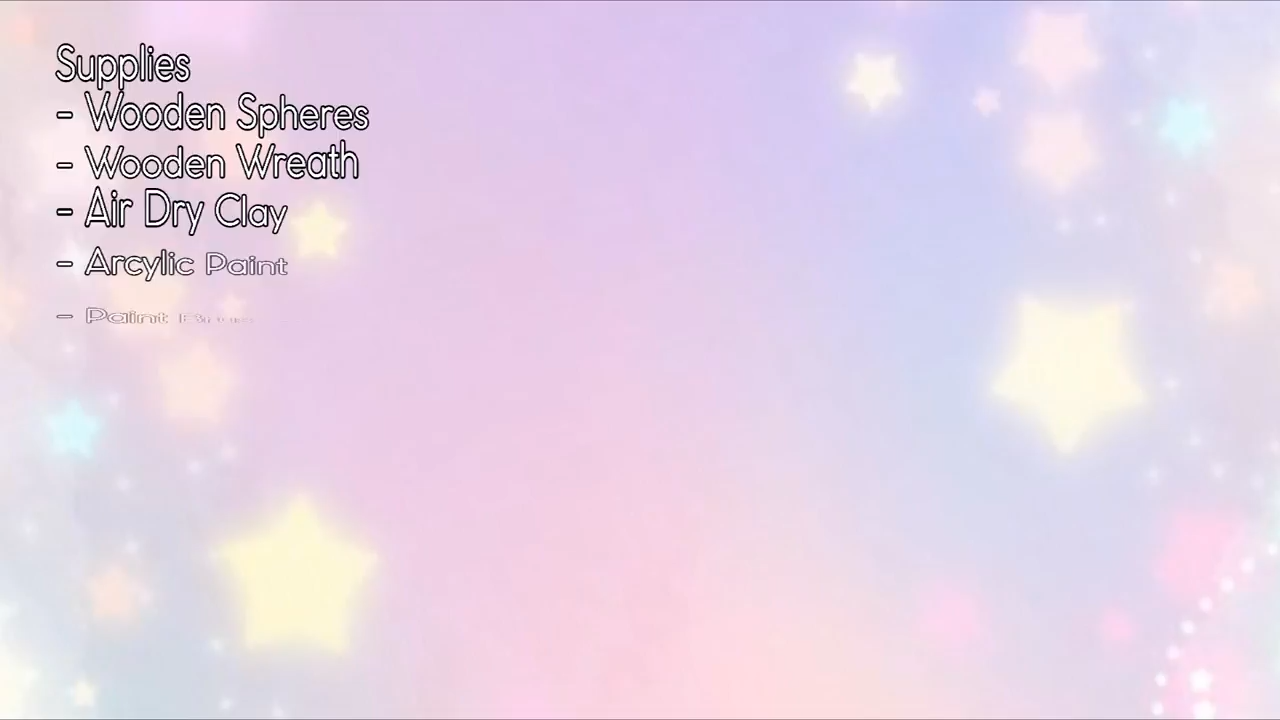 Supplies
- Wooden Spheres
- Wooden Wreath
- Air Dry Clay
- Arcylic Paint
- Paint